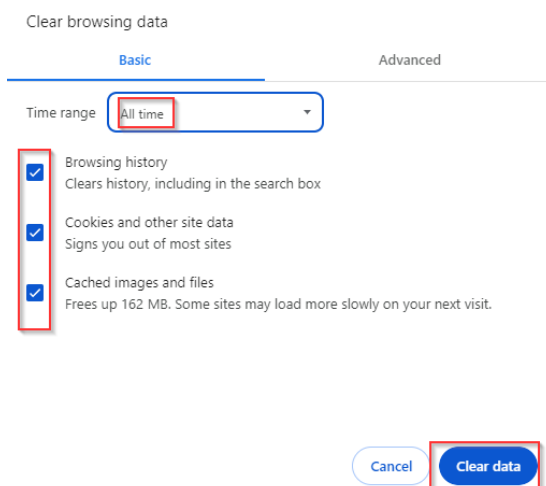 Clear browsing data
Basic Advanced
Time range All time
Browsing history
Clears history, including in the search box
Cookies and other site data
Signs you out of most sites
Cached images and files
Frees up 162 MB. Some sites may load more slowly on your next visit.
Cancel Clear data